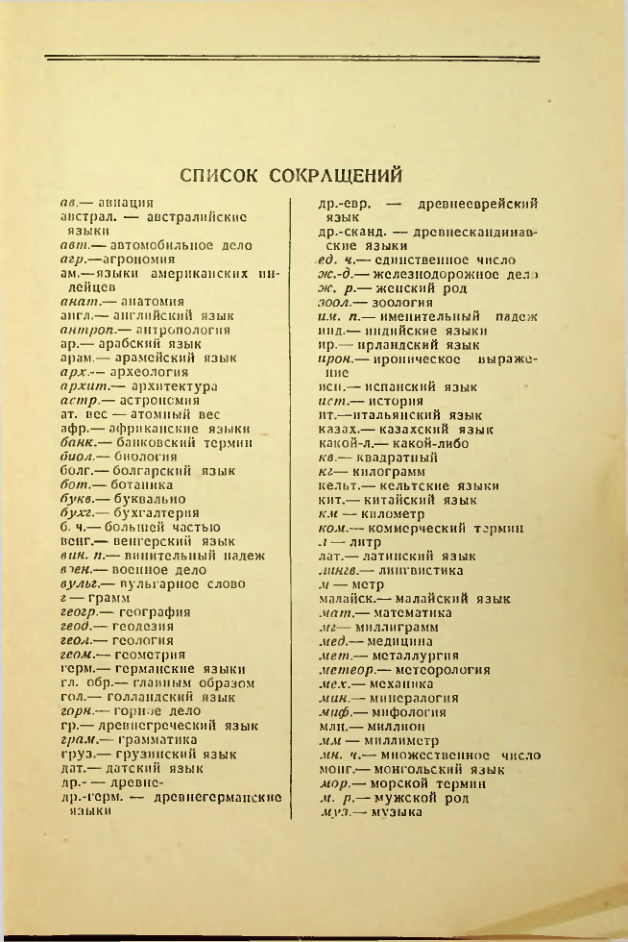 СПИСОК СОКРАЩЕНИЙ
ав.— авиация
австрал. — австралийские
языки
авт.— автомобильное дело
агр.—агрономия
ам.—языки американских ин-
дейцев
анат.— анатомия
англ.— английский язык
антроп.— антропология
ар.— арабский язык
арам.— арамейский язык
арх.— археология
архит.— архитектура
астр.— астрономия
ат. вес — атомный вес
афр.— африканские языки
банк.— банковский термин
биол.— биология
болг.— болгарский язык
бот.— ботаника
букв.— буквально
бухг.— бухгалтерия
б. ч.— большей частью
венг.— венгерский язык
вин. п.— винительный падеж
воен.— военное дело
вульг.— вульгарное слово
г — грамм
геогр.— география
геод.— геодезия
геол.— геология
геом.— геометрия
герм.— германские языки
гл. обр.— главным образом
гол.— голландский язык
горн.— горное дело
гр.— древнегреческий язык
грам.— грамматика
груз.— грузинский язык
дат.— датский язык
др.- — древне-
др.-герм. — древнегерманские
языки
др.-евр. — древнееврейский
язык
др.-сканд. — древнескандинав-
ские языки
ед. ч.— единственное число
ж.-д.— железнодорожное дело
ж. р.— женский род
зоол.— зоология
им. п.— именительный падеж
инд.— индийские языки
ир.— ирландский язык
ирон.— ироническое выраже-
ние
исп.— испанский язык
ист.— история
ит.—итальянский язык
казах.— казахский язык
какой-л.— какой-либо
кв.— квадратный
кг— килограмм
кельт.— кельтские языки
кит.— китайский язык
км — километр
ком.— коммерческий термин
л — литр
лат.— латинский язык
лингв.— лингвистика
м — метр
малайск.— малайский язык
мат.— математика
мг— миллиграмм
мед.— медицина
мет.— металлургия
метеор.— метеорология
мех.— механика
мин.— минералогия
миф.— мифология
млн.— миллион
мм — миллиметр
мн. ч.— множественное число
монг.— монгольский язык
мор.— морской термин
м. р.— мужской род
муз.— музыка